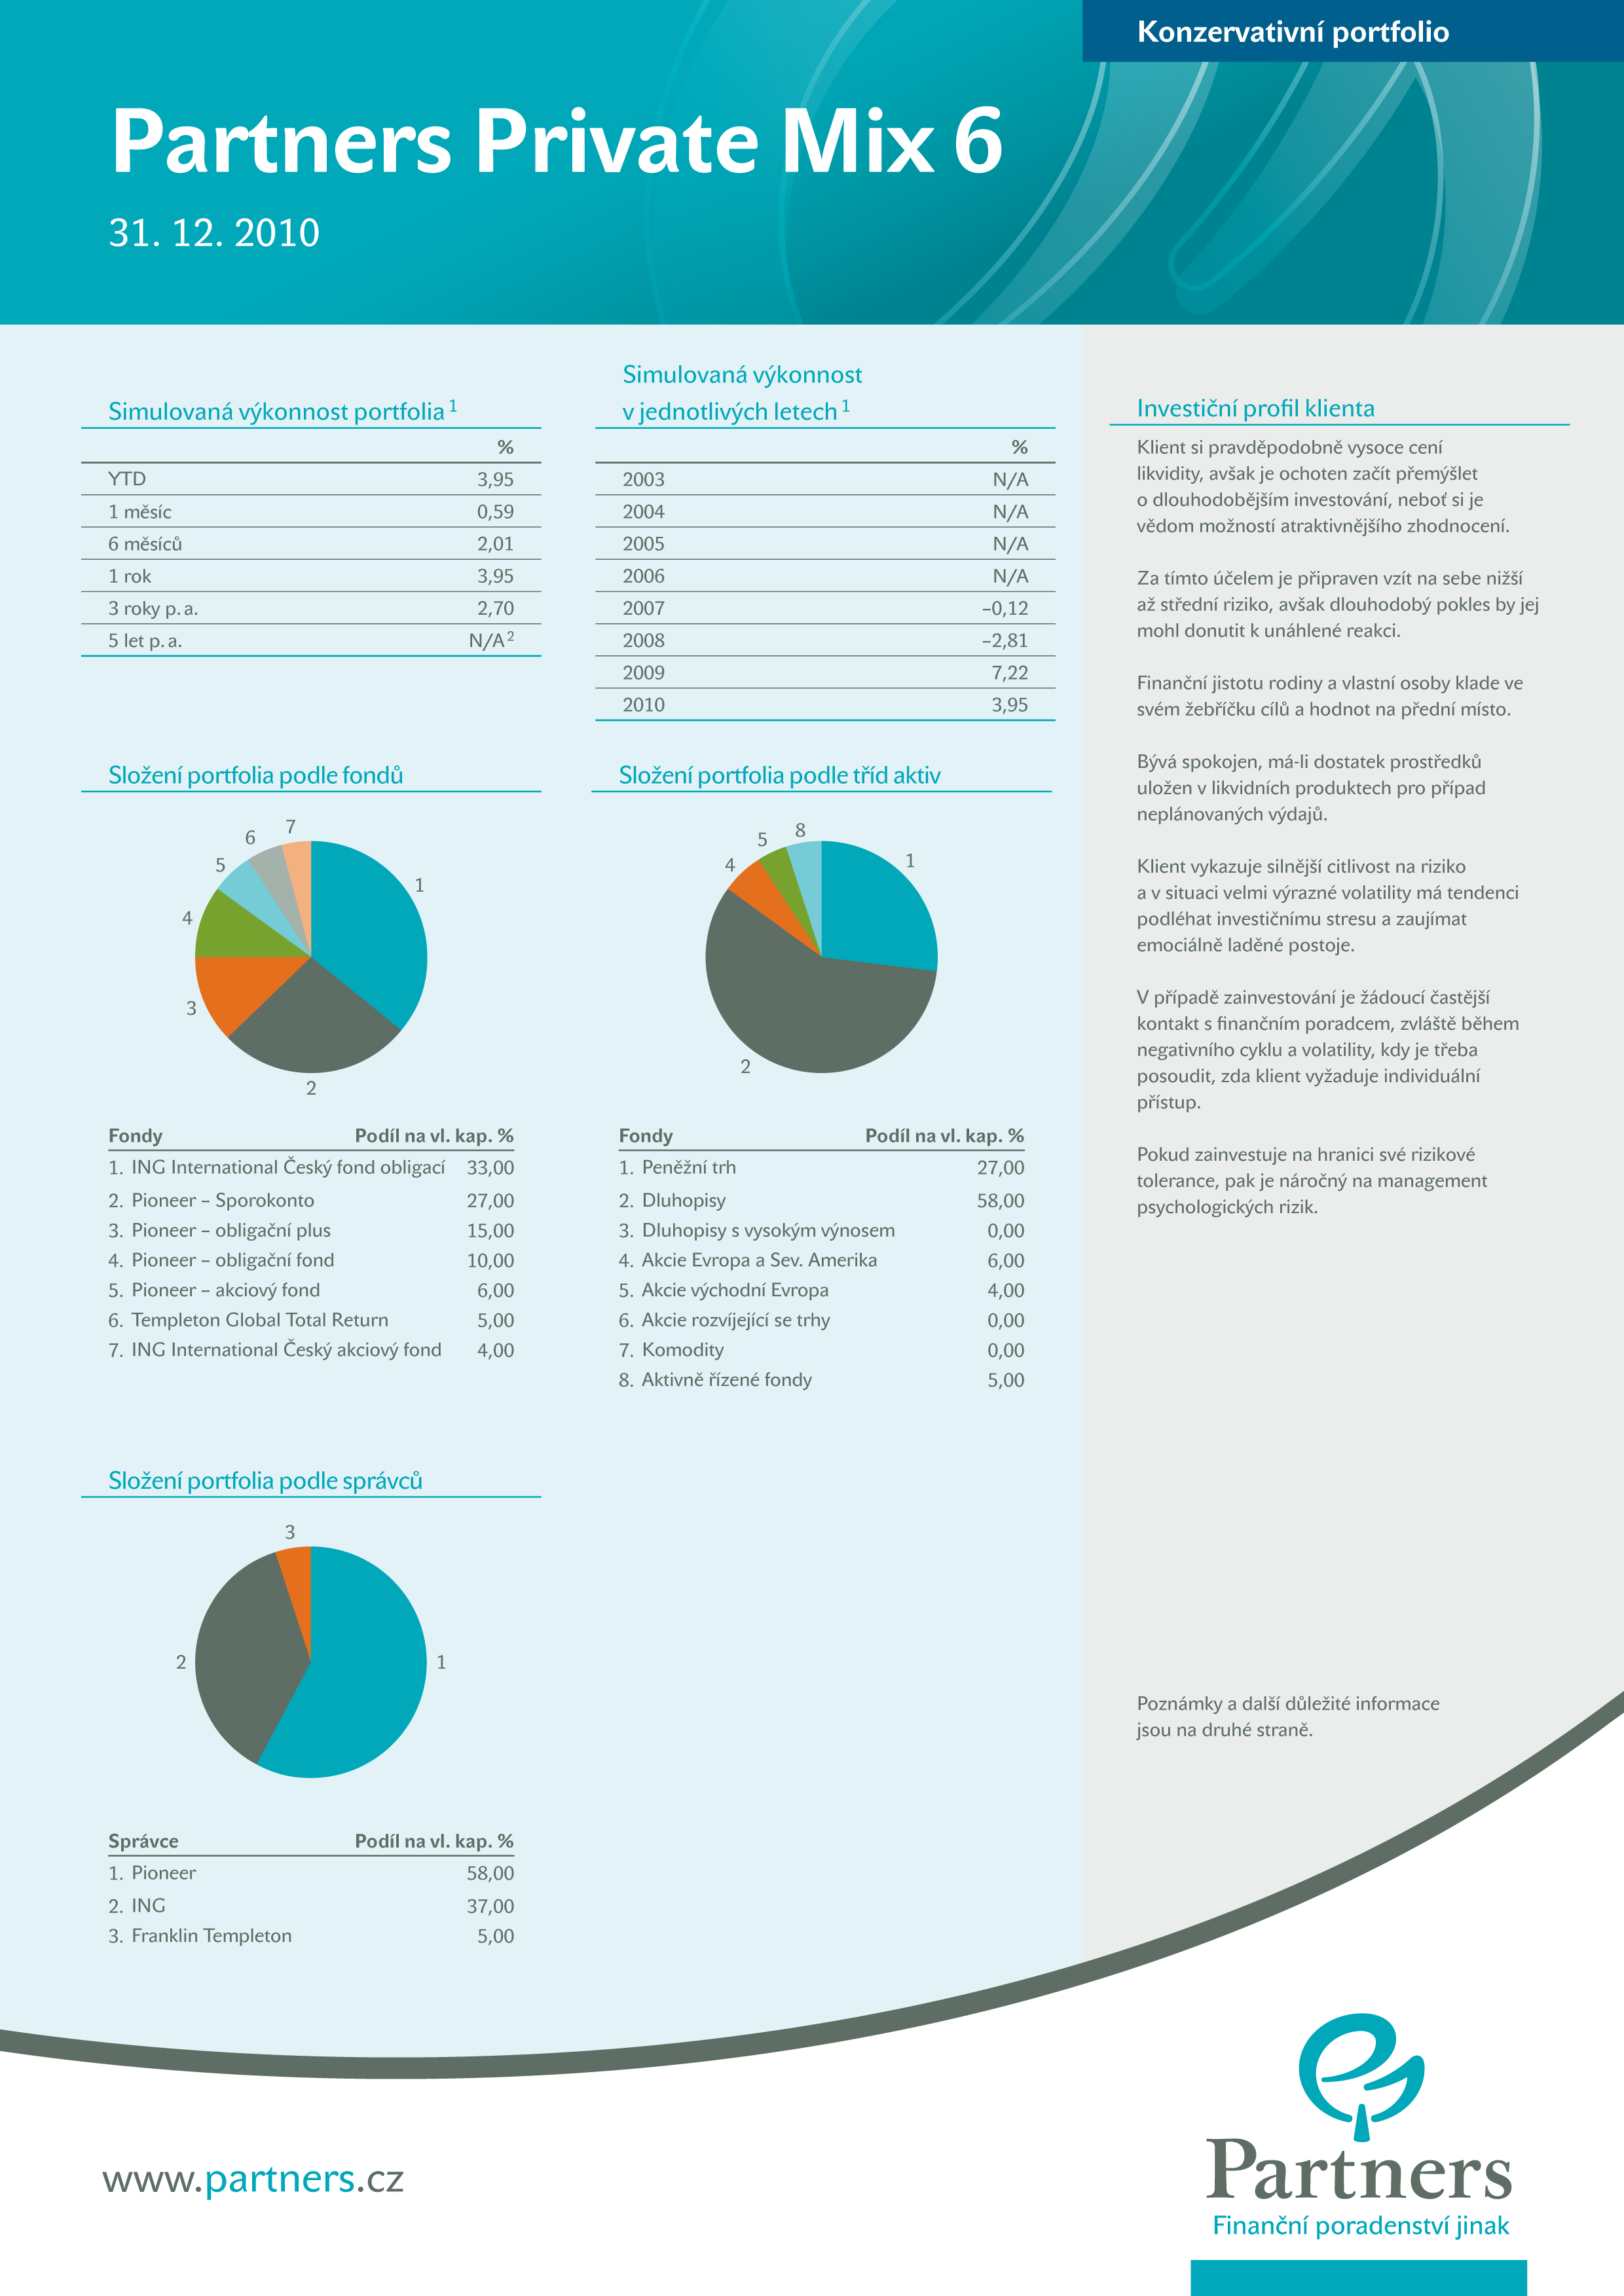 Konzervativní portfolio
Partners Private Mix 6
31. 12. 2010
Simulovaná výkonnost portfolia 1
%
YTD 3,95
1 měsíc 0,59
6 měsíců 2,01
1 rok 3,95
3 roky p. a. 2,70
5 let p. a. N/A 2
Simulovaná výkonnost
v jednotlivých letech 1
%
2003 N/A
2004 N/A
2005 N/A
2006 N/A
2007 –0,12
2008 –2,81
2009 7,22
2010 3,95
Složení portfolia podle fondů
1
2
3
4
5
6
7
Fondy Podíl na vl. kap. %
1. ING International Český fond obligací 33,00
2. Pioneer – Sporokonto 27,00
3. Pioneer – obligační plus 15,00
4. Pioneer – obligační fond 10,00
5. Pioneer – akciový fond 6,00
6. Templeton Global Total Return 5,00
7. ING International Český akciový fond 4,00
Složení portfolia podle tříd aktiv
1
2
4
5
8
Fondy Podíl na vl. kap. %
1. Peněžní trh 27,00
2. Dluhopisy 58,00
3. Dluhopisy s vysokým výnosem 0,00
4. Akcie Evropa a Sev. Amerika 6,00
5. Akcie východní Evropa 4,00
6. Akcie rozvíjející se trhy 0,00
7. Komodity 0,00
8. Aktivně řízené fondy 5,00
Složení portfolia podle správců
1
2
3
Správce Podíl na vl. kap. %
1. Pioneer 58,00
2. ING 37,00
3. Franklin Templeton 5,00
Investiční profil klienta
Klient si pravděpodobně vysoce cení
likvidity, avšak je ochoten začít přemýšlet
o dlouhodobějším investování, neboť si je
vědom možností atraktivnějšího zhodnocení.
Za tímto účelem je připraven vzít na sebe nižší
až střední riziko, avšak dlouhodobý pokles by jej
mohl donutit k unáhlené reakci.
Finanční jistotu rodiny a vlastní osoby klade ve
svém žebříčku cílů a hodnot na přední místo.
Bývá spokojen, má-li dostatek prostředků
uložen v likvidních produktech pro případ
neplánovaných výdajů.
Klient vykazuje silnější citlivost na riziko
a v situaci velmi výrazné volatility má tendenci
podléhat investičnímu stresu a zaujímat
emociálně laděné postoje.
V případě zainvestování je žádoucí častější
kontakt s finančním poradcem, zvláště během
negativního cyklu a volatility, kdy je třeba
posoudit, zda klient vyžaduje individuální
přístup.
Pokud zainvestuje na hranici své rizikové
tolerance, pak je náročný na management
psychologických rizik.
Poznámky a další důležité informace
jsou na druhé straně.
www.partners.cz
Partners
Finanční poradenství jinak